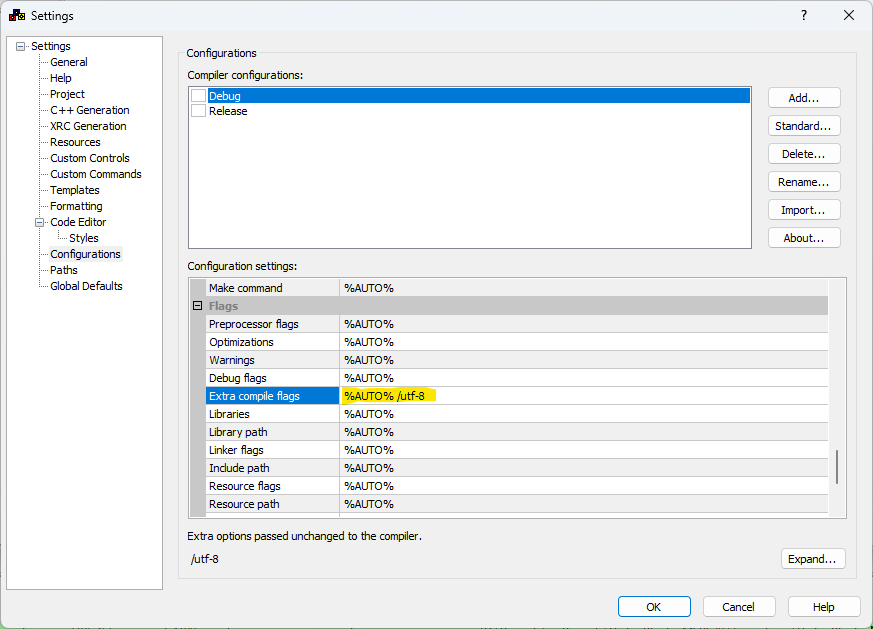 Settings
?
Settings
General
Help
Project
C++ Generation
XRC Generation
Resources
Custom Controls
Custom Commands
Templates
Formatting
Code Editor
Styles
Configurations
Paths
Global Defaults
Configurations
Compiler configurations:
Debug
Release
Add...
Standard...
Delete...
Rename...
Import...
About...
Configuration settings:
Make command %AUTO%
Flags
Preprocessor flags %AUTO%
Optimizations %AUTO%
Warnings %AUTO%
Debug flags %AUTO%
Extra compile flags %AUTO% /utf-8
Libraries %AUTO%
Library path %AUTO%
Linker flags %AUTO%
Include path %AUTO%
Resource flags %AUTO%
Resource path %AUTO%
Extra options passed unchanged to the compiler.
/utf-8
Expand...
OK
Cancel
Help